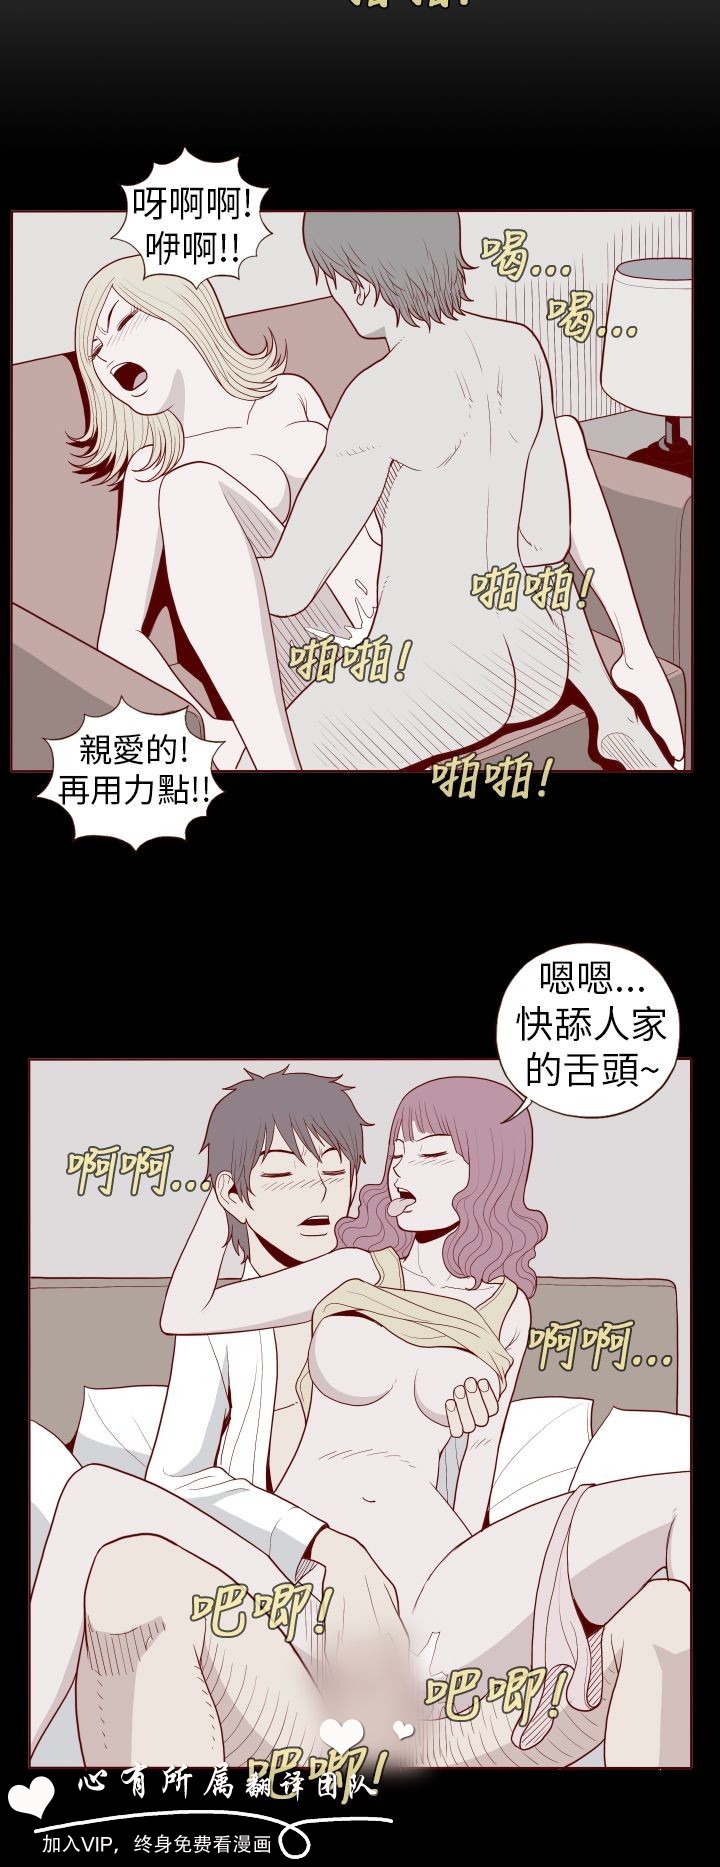 啪啪!
呀啊啊!
咿啊!!
喝...
喝...
啪啪!
啪啪!
親愛的!
再用力點!!
啪啪!
嗯嗯...
快舔人家
的舌頭~
啊啊...
啊啊...
吧唧!
吧唧!
吧唧!
心有所属翻译团队
加入VIP，终身免费看漫画